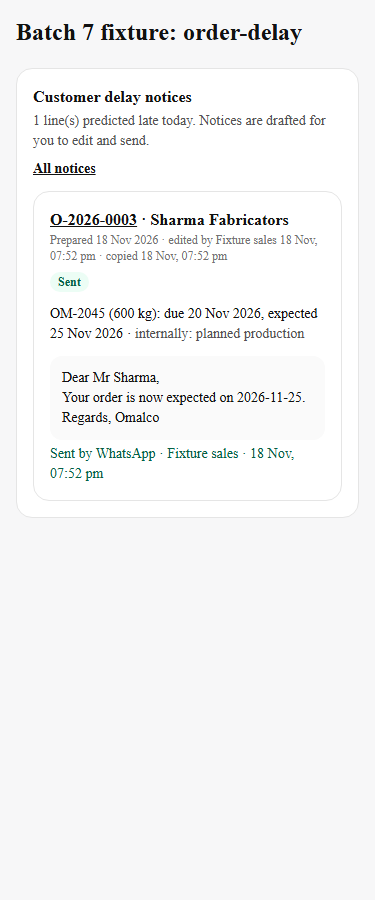 Batch 7 fixture: order-delay
Customer delay notices
1 line(s) predicted late today. Notices are drafted for
you to edit and send.
All notices
O-2026-0003 · Sharma Fabricators
Prepared 18 Nov 2026 · edited by Fixture sales 18 Nov,
07:52 pm · copied 18 Nov, 07:52 pm
Sent
OM-2045 (600 kg): due 20 Nov 2026, expected
25 Nov 2026 · internally: planned production
Dear Mr Sharma,
Your order is now expected on 2026-11-25.
Regards, Omalco
Sent by WhatsApp · Fixture sales · 18 Nov,
07:52 pm